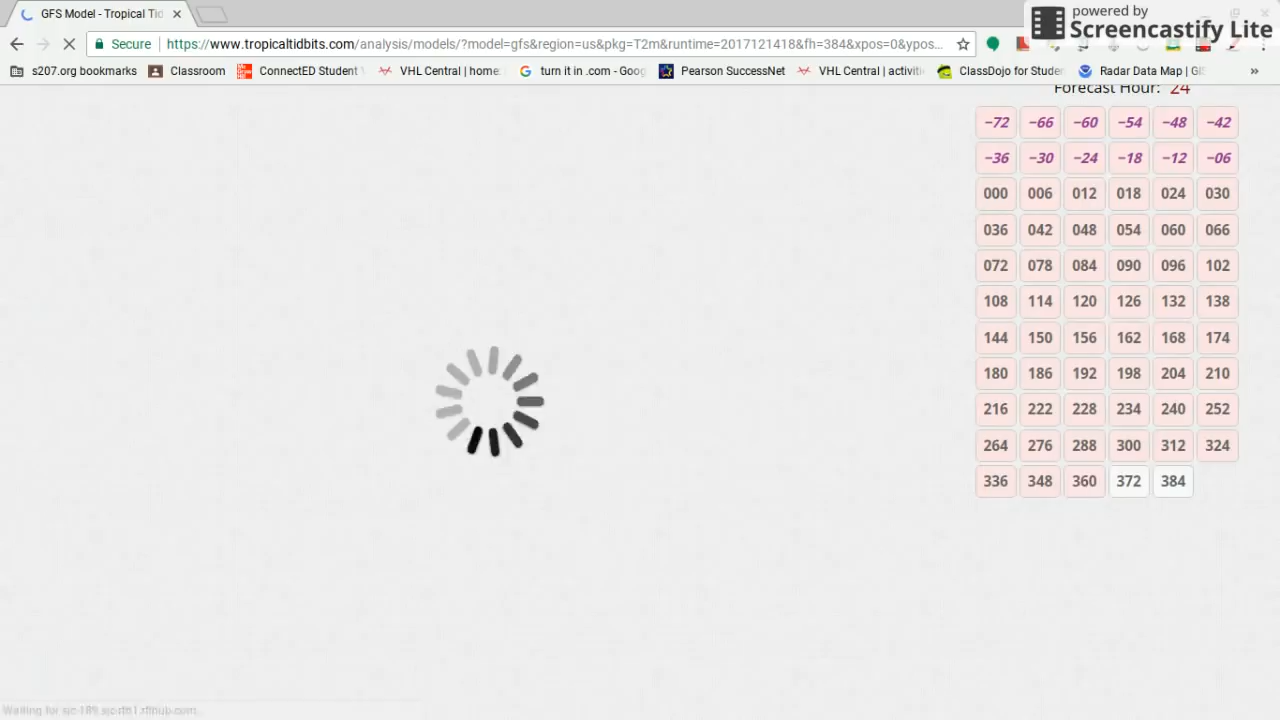 GFS Model - Tropical Tid
powered by
Screencastify Lite
Secure https://www.tropicaltidbits.com/analysis/models/?model=gfs&region=us&pkg=T2m&runtime=2017121418&fh=384&xpos=0&ypos...
s207.org bookmarks Classroom ConnectED Student VHL Central | home: turn it in .com - Goog Pearson SuccessNet VHL Central | activiti ClassDojo for Studen Radar Data Map | GIS »
Forecast Hour: 24
−72 −66 −60 −54 −48 −42
−36 −30 −24 −18 −12 −06
000 006 012 018 024 030
036 042 048 054 060 066
072 078 084 090 096 102
108 114 120 126 132 138
144 150 156 162 168 174
180 186 192 198 204 210
216 222 228 234 240 252
264 276 288 300 312 324
336 348 360 372 384
Waiting for